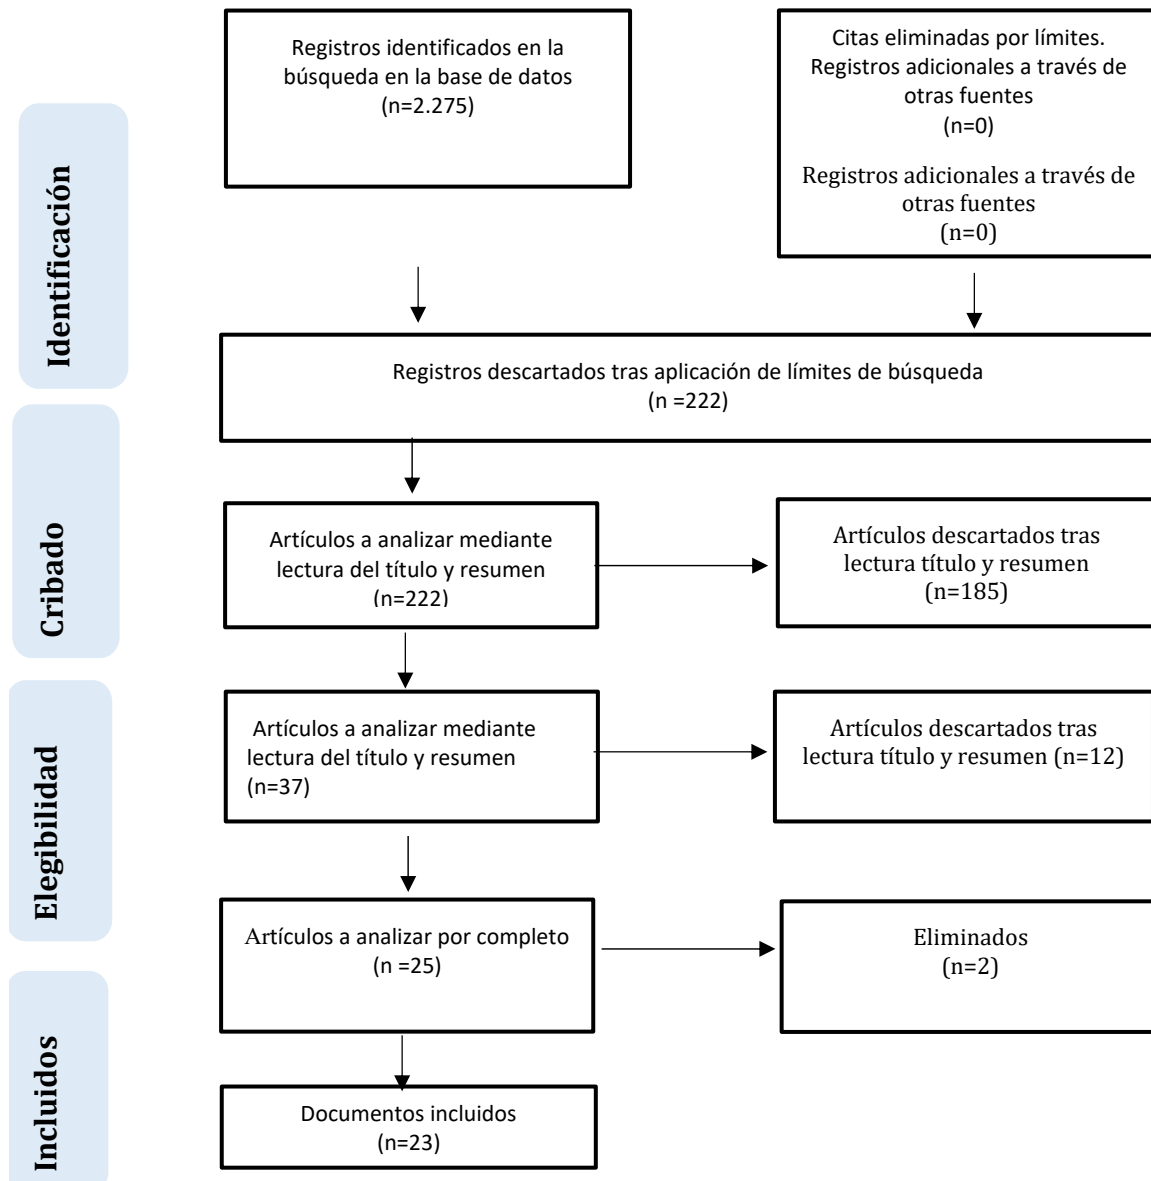 Identificación
Registros identificados en la
búsqueda en la base de datos
(n=2.275)
Citas eliminadas por límites.
Registros adicionales a través de
otras fuentes
(n=0)
Registros adicionales a través de
otras fuentes
(n=0)
Registros descartados tras aplicación de límites de búsqueda
(n =222)
Cribado
Artículos a analizar mediante
lectura del título y resumen
(n=222)
Artículos descartados tras
lectura título y resumen
(n=185)
Elegibilidad
Artículos a analizar mediante
lectura del título y resumen
(n=37)
Artículos descartados tras
lectura título y resumen (n=12)
Artículos a analizar por completo
(n =25)
Eliminados
(n=2)
Incluidos
Documentos incluidos
(n=23)